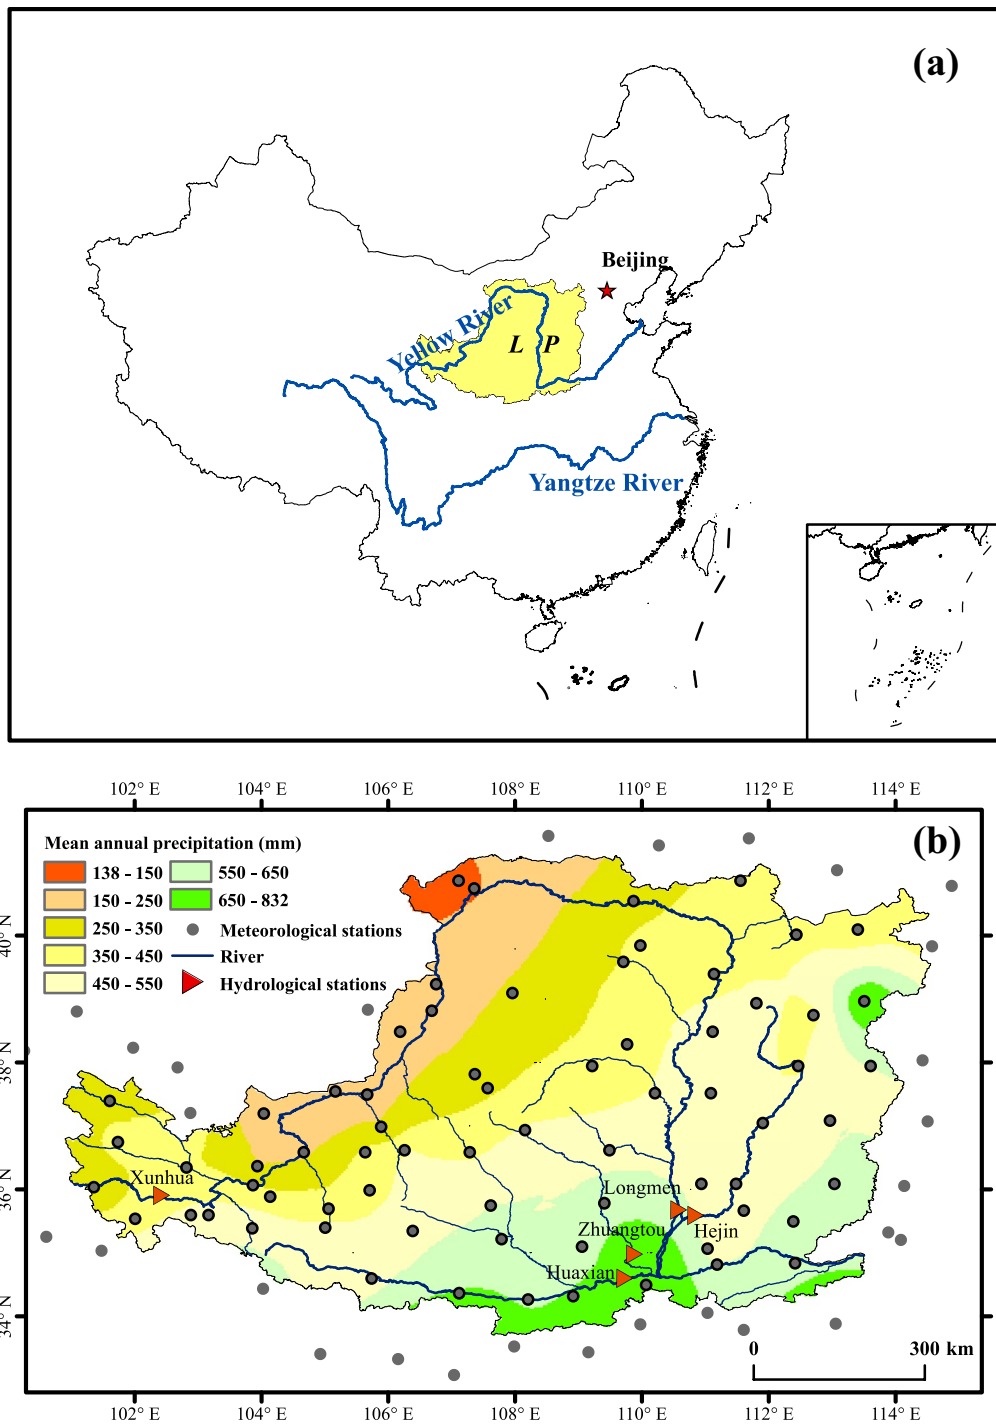 (a)
Beijing
Yellow River
L P
Yangtze River
102° E 104° E 106° E 108° E 110° E 112° E 114° E
(b)
Mean annual precipitation (mm)
138 - 150 550 - 650
150 - 250 650 - 832
250 - 350 Meteorological stations
350 - 450 River
450 - 550 Hydrological stations
40° N
38° N
36° N
34° N
Xunhua
Longmen
Zhuangtou
Hejin
Huaxian
0 300 km
102° E 104° E 106° E 108° E 110° E 112° E 114° E